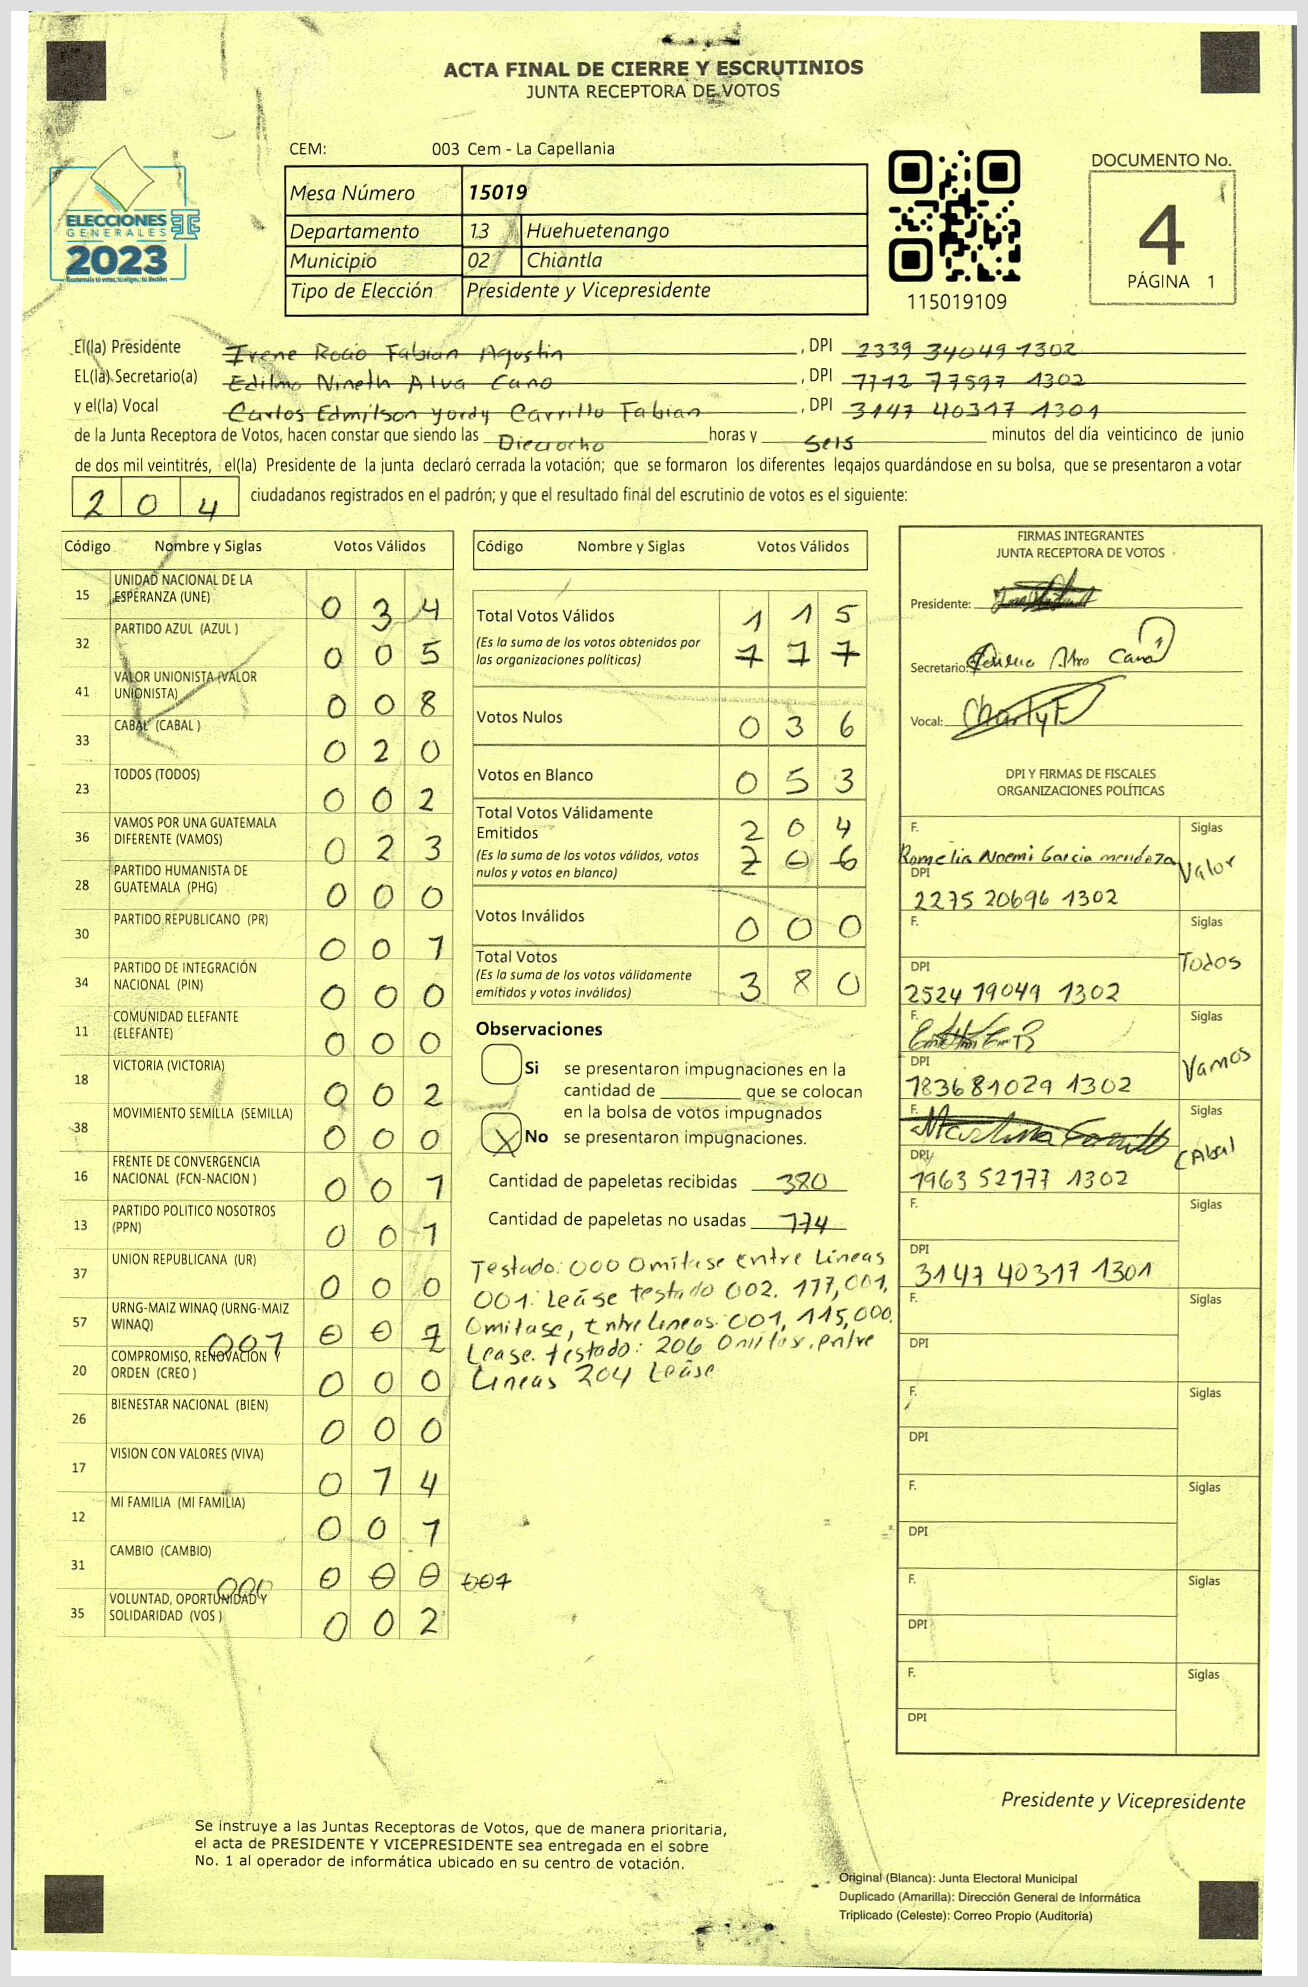 ACTA FINAL DE CIERRE Y ESCRUTINIOS
JUNTA RECEPTORA DE VOTOS
CEM: 003 Cem - La Capellania
Mesa Número 15019
Departamento 13 Huehuetenango
Municipio 02 Chiantla
Tipo de Elección Presidente y Vicepresidente
ELECCIONES
GENERALES
2023
115019109
DOCUMENTO No.
4
PÁGINA 1
El(la) Presidente Irene Rocio Fabian Agustin, DPI 2339 34049 1302
EL(la) Secretario(a) Edilma Nineth Alva Cano, DPI 7712 77597 1302
y el(la) Vocal Carlos Edmilson Yordy Carrillo Fabian, DPI 3147 40317 1301
de la Junta Receptora de Votos, hacen constar que siendo las Dieciocho horas y Seis minutos del día veinticinco de junio
de dos mil veintitrés, el(la) Presidente de la junta declaró cerrada la votación; que se formaron los diferentes legajos guardándose en su bolsa, que se presentaron a votar
204 ciudadanos registrados en el padrón; y que el resultado final del escrutinio de votos es el siguiente:
Código Nombre y Siglas Votos Válidos
15 UNIDAD NACIONAL DE LA ESPERANZA (UNE) 0 3 4
32 PARTIDO AZUL (AZUL ) 0 0 5
41 VALOR UNIONISTA (VALOR UNIONISTA) 0 0 8
33 CABAL (CABAL ) 0 2 0
23 TODOS (TODOS) 0 0 2
36 VAMOS POR UNA GUATEMALA DIFERENTE (VAMOS) 0 2 3
28 PARTIDO HUMANISTA DE GUATEMALA (PHG) 0 0 0
30 PARTIDO REPUBLICANO (PR) 0 0 1
34 PARTIDO DE INTEGRACIÓN NACIONAL (PIN) 0 0 0
11 COMUNIDAD ELEFANTE (ELEFANTE) 0 0 0
18 VICTORIA (VICTORIA) 0 0 2
38 MOVIMIENTO SEMILLA (SEMILLA) 0 0 0
16 FRENTE DE CONVERGENCIA NACIONAL (FCN-NACION ) 0 0 1
13 PARTIDO POLITICO NOSOTROS (PPN) 0 0 1
37 UNION REPUBLICANA (UR) 0 0 0
57 URNG-MAIZ WINAQ (URNG-MAIZ WINAQ) 001 0 0 2
20 COMPROMISO, RENOVACION Y ORDEN (CREO ) 0 0 0
26 BIENESTAR NACIONAL (BIEN) 0 0 0
17 VISION CON VALORES (VIVA) 0 1 4
12 MI FAMILIA (MI FAMILIA) 0 0 1
31 CAMBIO (CAMBIO) 000 0 0 0 001
35 VOLUNTAD, OPORTUNIDAD Y SOLIDARIDAD (VOS ) 0 0 2
Código Nombre y Siglas Votos Válidos
Total Votos Válidos 1 1 5
(Es la suma de los votos obtenidos por las organizaciones políticas) 1 1 7
Votos Nulos 0 3 6
Votos en Blanco 0 5 3
Total Votos Válidamente Emitidos 2 0 4
(Es la suma de los votos válidos, votos nulos y votos en blanco) 2 0 6
Votos Inválidos 0 0 0
Total Votos
(Es la suma de los votos válidamente emitidos y votos inválidos) 3 8 0
Observaciones
Si se presentaron impugnaciones en la
cantidad de ________ que se colocan
en la bolsa de votos impugnados
X No se presentaron impugnaciones.
Cantidad de papeletas recibidas 380
Cantidad de papeletas no usadas 174
Testado: 000 Omitase entre Lineas
001: Leáse testado 002. 117,001,
Omitase, Entre Lineas: 001, 115,000.
Lease. testado: 206 Omitase, entre
Lineas 204 Leáse
FIRMAS INTEGRANTES
JUNTA RECEPTORA DE VOTOS
Presidente:
Secretario:
Vocal:
DPI Y FIRMAS DE FISCALES
ORGANIZACIONES POLÍTICAS
F. Romelia Noemi Garcia Mendoza Siglas Valor
DPI 2275 20696 1302
F. Siglas Todos
DPI 2524 19049 1302
F. Siglas Vamos
DPI 1836 81029 1302
F. Siglas CAbal
DPI 1963 52177 1302
F. Siglas
DPI 3147 40317 1301
F. Siglas
DPI
F. Siglas
DPI
F. Siglas
DPI
F. Siglas
DPI
F. Siglas
DPI
Presidente y Vicepresidente
Se instruye a las Juntas Receptoras de Votos, que de manera prioritaria,
el acta de PRESIDENTE Y VICEPRESIDENTE sea entregada en el sobre
No. 1 al operador de informática ubicado en su centro de votación.
Original (Blanca): Junta Electoral Municipal
Duplicado (Amarilla): Dirección General de Informática
Triplicado (Celeste): Correo Propio (Auditoría)